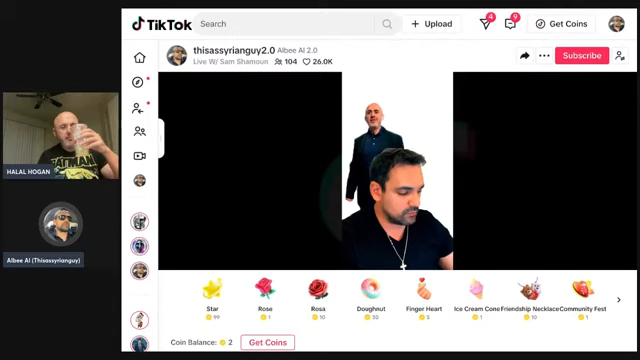 TikTok
Search
+ Upload
4
9
Get Coins
thisassyrianguy2.0 Albee AI 2.0
Live W/ Sam Shamoun 104 26.0K
Subscribe
BATMAN
HALAL HOGAN
Albee AI (Thisassyrianguy)
Star
99
Rose
1
Rosa
10
Doughnut
30
Finger Heart
5
Ice Cream Cone
1
Friendship Necklace
10
Community Fest
1
Coin Balance: 2 Get Coins